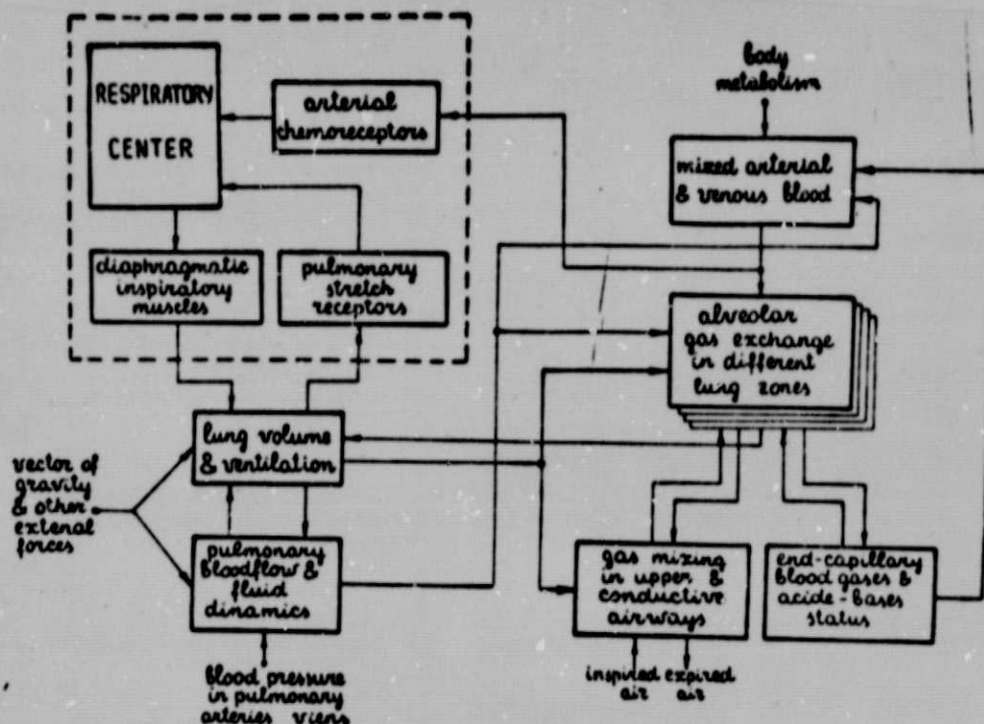 RESPIRATORY
CENTER
arterial
chemoreceptors
diaphragmatic
inspiratory
muscles
pulmonary
stretch
receptors
body
metabolism
mixed arterial
& venous blood
alveolar
gas exchange
in different
lung zones
lung volume
& ventilation
vector of
gravity
& other
extenal
forces
pulmonary
bloodflow &
fluid
dinamics
blood pressure
in pulmonary
arteries viens
gas mixing
in upper &
conductive
airways
inspired expired
air air
end-capillary
blood gases &
acide-bases
status